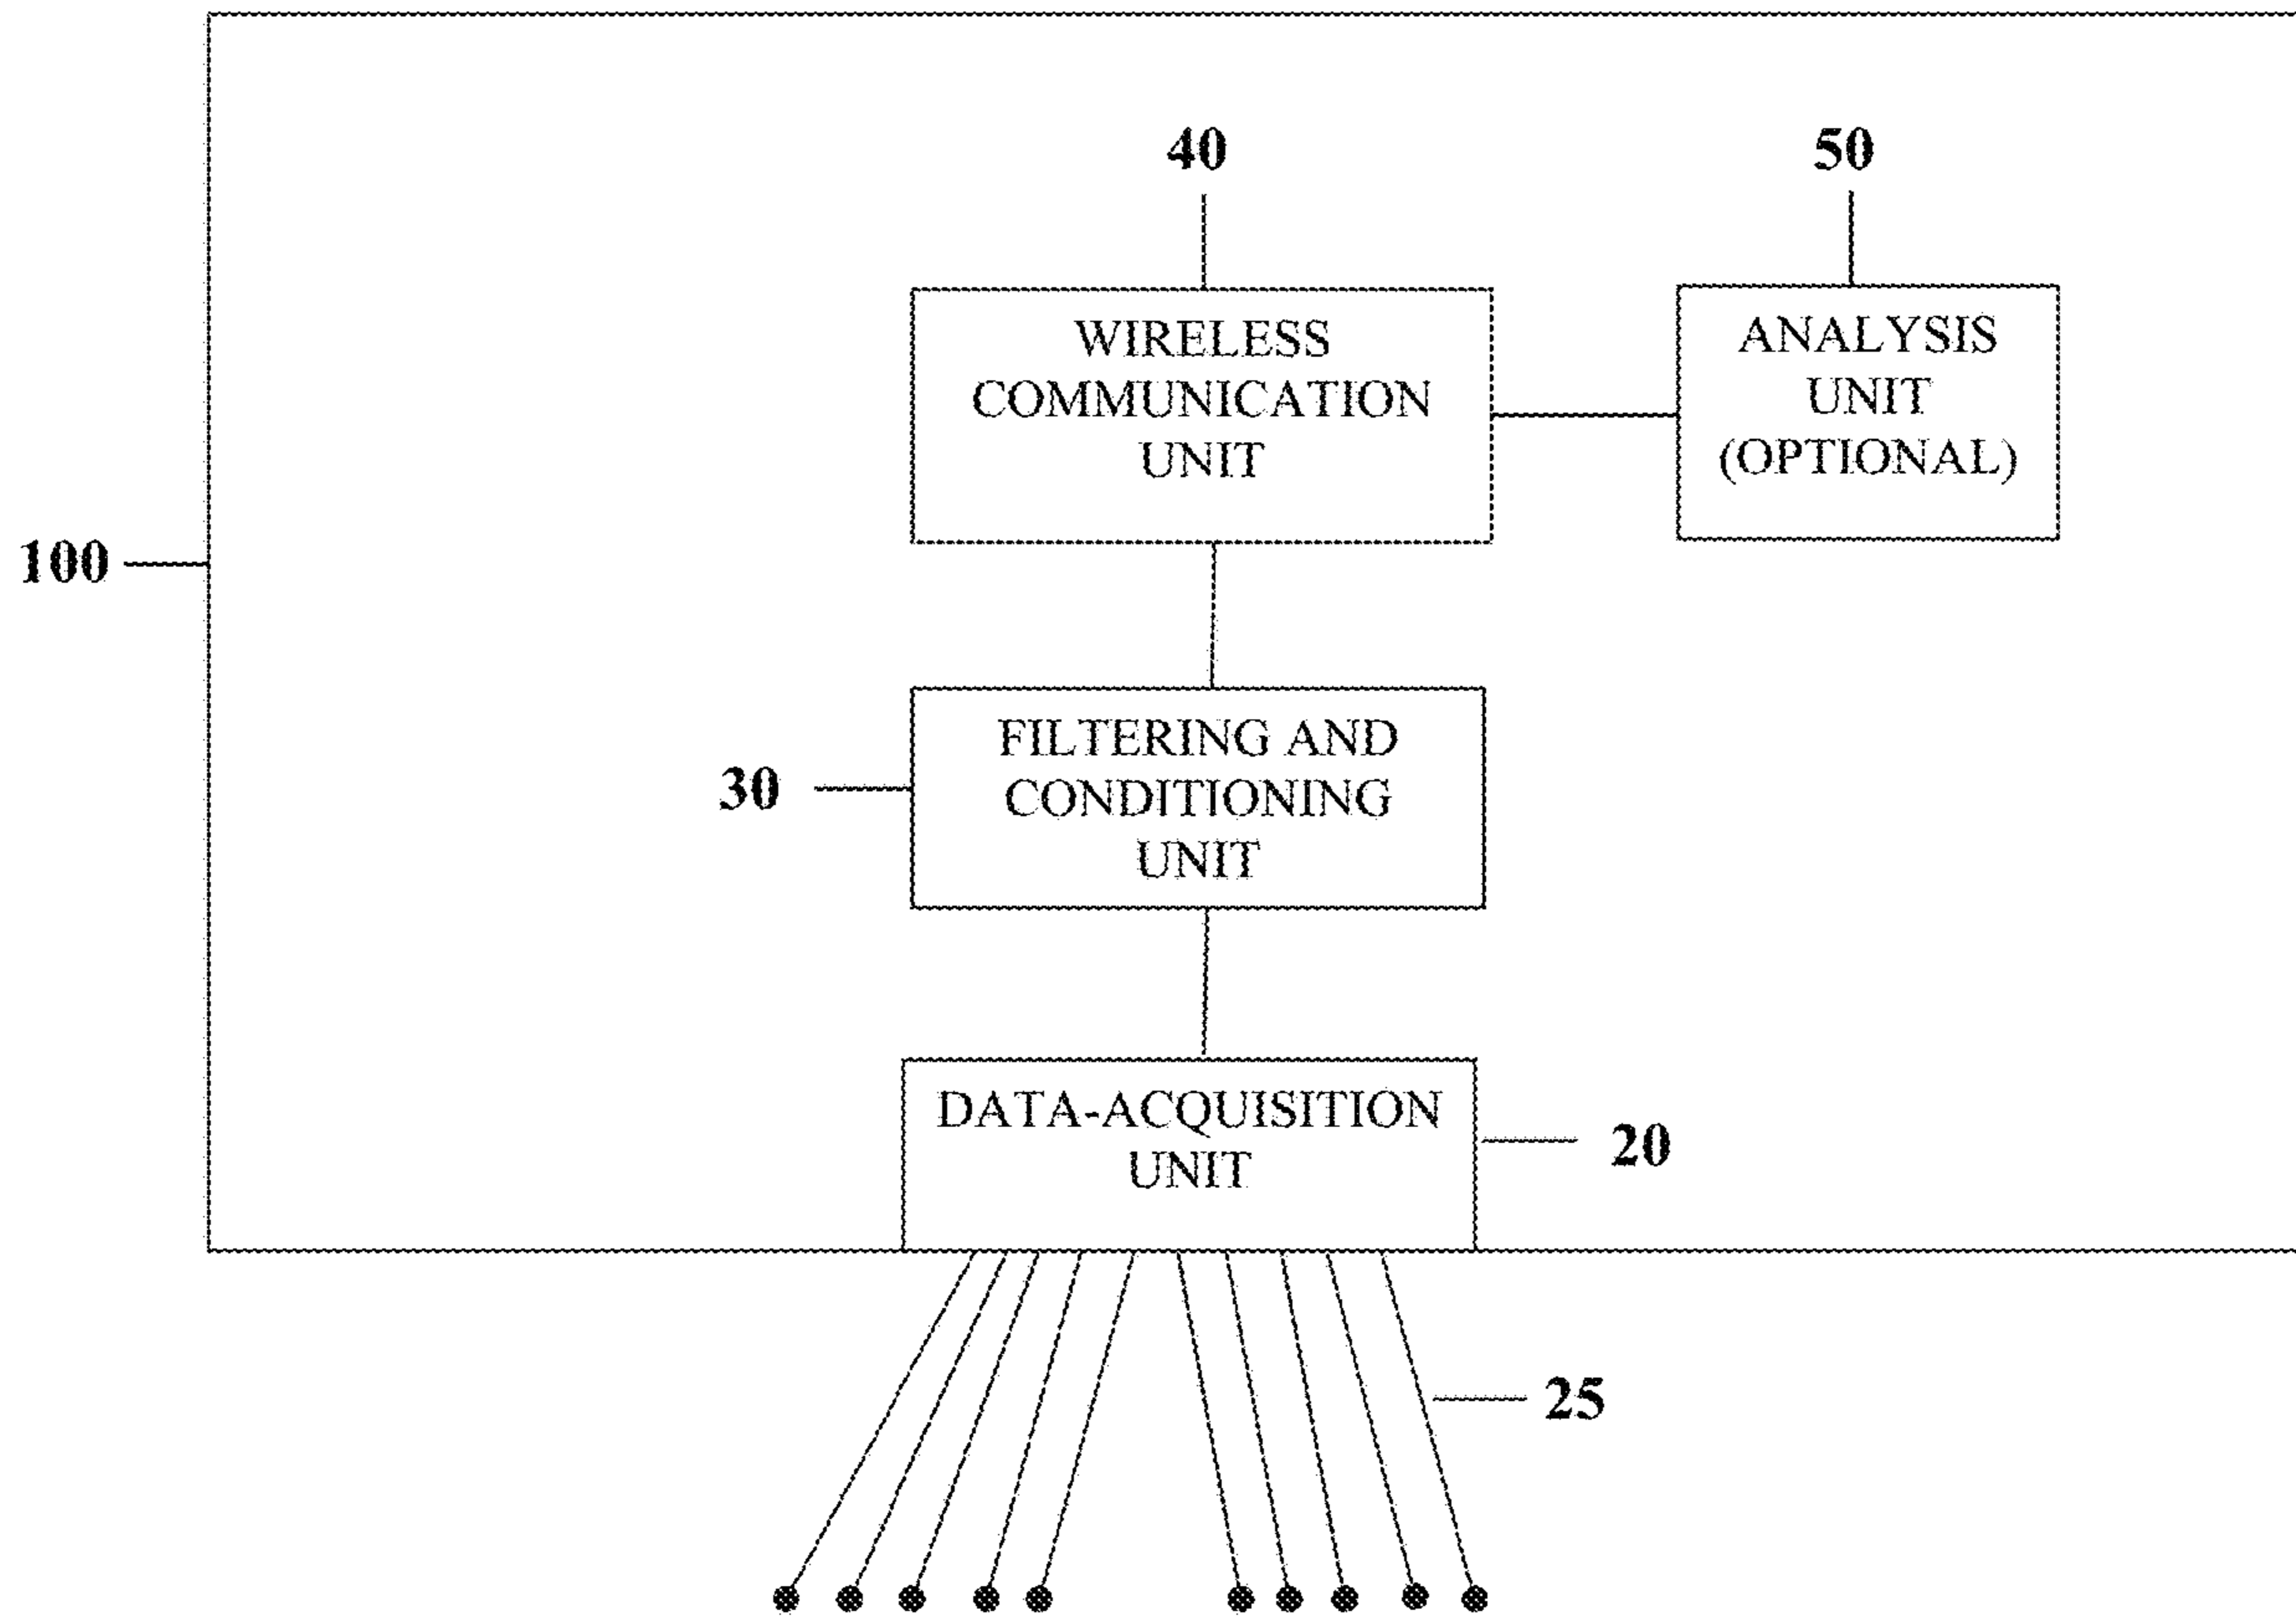 40
50
WIRELESS
COMMUNICATION
UNIT
ANALYSIS
UNIT
(OPTIONAL)
100
30
FILTERING AND
CONDITIONING
UNIT
DATA-ACQUISITION
UNIT
20
25